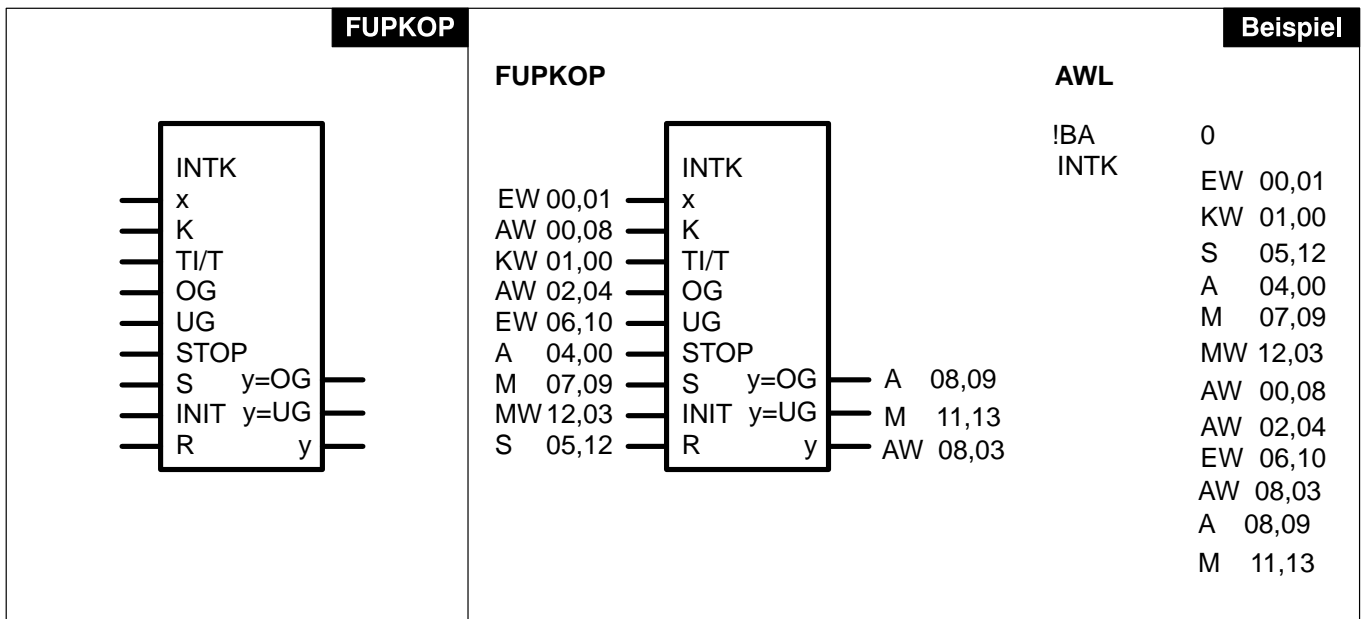 FUPKOP
INTK
x
K
TI/T
OG
UG
STOP
S y=OG
INIT y=UG
R y
Beispiel
FUPKOP
INTK
EW 00,01 x
AW 00,08 K
KW 01,00 TI/T
AW 02,04 OG
EW 06,10 UG
A 04,00 STOP
M 07,09 S y=OG A 08,09
MW 12,03 INIT y=UG M 11,13
S 05,12 R y AW 08,03
AWL
!BA 0
INTK
EW 00,01
KW 01,00
S 05,12
A 04,00
M 07,09
MW 12,03
AW 00,08
AW 02,04
EW 06,10
AW 08,03
A 08,09
M 11,13